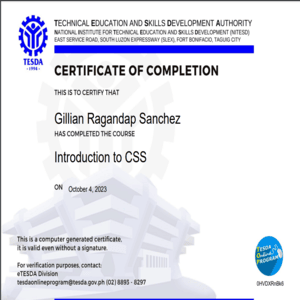 TECHNICAL EDUCATION AND SKILLS DEVELOPMENT AUTHORITY
NATIONAL INSTITUTE FOR TECHNICAL EDUCATION AND SKILLS DEVELOPMENT (NITESD)
EAST SERVICE ROAD, SOUTH LUZON EXPRESSWAY (SLEX), FORT BONIFACIO, TAGUIG CITY
TESDA
1994
CERTIFICATE OF COMPLETION
THIS IS TO CERTIFY THAT
Gillian Ragandap Sanchez
HAS COMPLETED THE COURSE
Introduction to CSS
ON October 4, 2023
This is a computer generated certificate.
it is valid even without a signature.
For verification purposes, contact:
eTESDA Division
tesdaonlineprogram@tesda.gov.ph (02) 8893 - 8297
TESDA
Online
PROGRAM